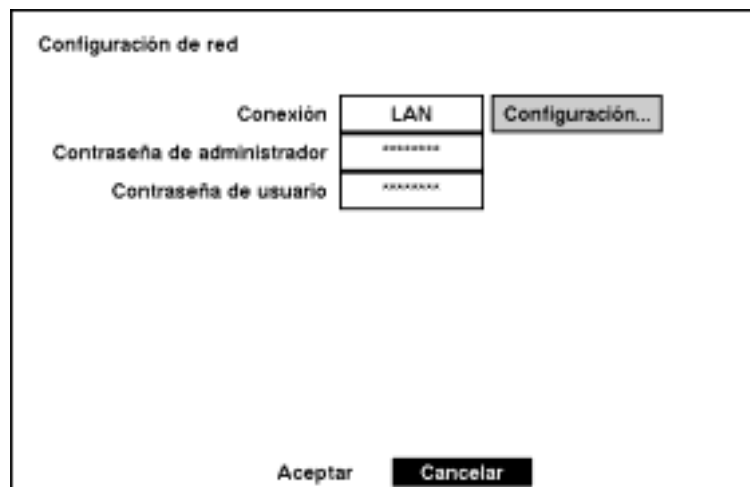 Configuración de red
Conexión LAN Configuración...
Contraseña de administrador ********
Contraseña de usuario ********
Aceptar Cancelar